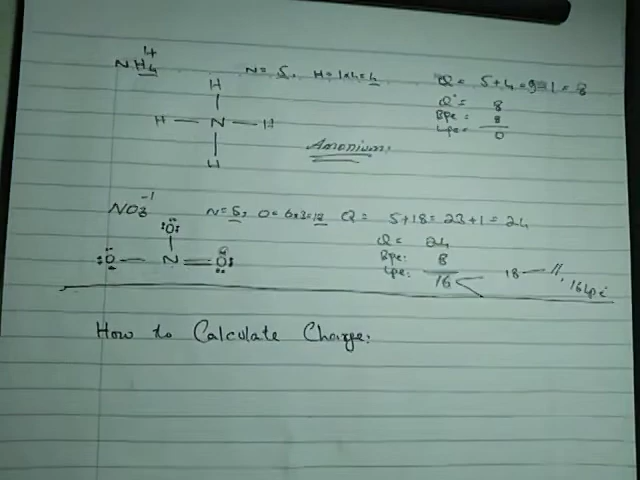 NH4 1+
N = 5, H = 1x4 = 4 Q = 5+4 = 9-1 = 8
H Q = 8
Bpe: 8
H — N — H Lpe: 0
H Amonium:
NO3 -1 N = 5, O = 6x3 = 18 Q = 5+18 = 23+1 = 24
:O: Q = 24
:O — N = O: Bpe: 8
Lpe: 16 18 — 16 Lpe
How to Calculate Charge: